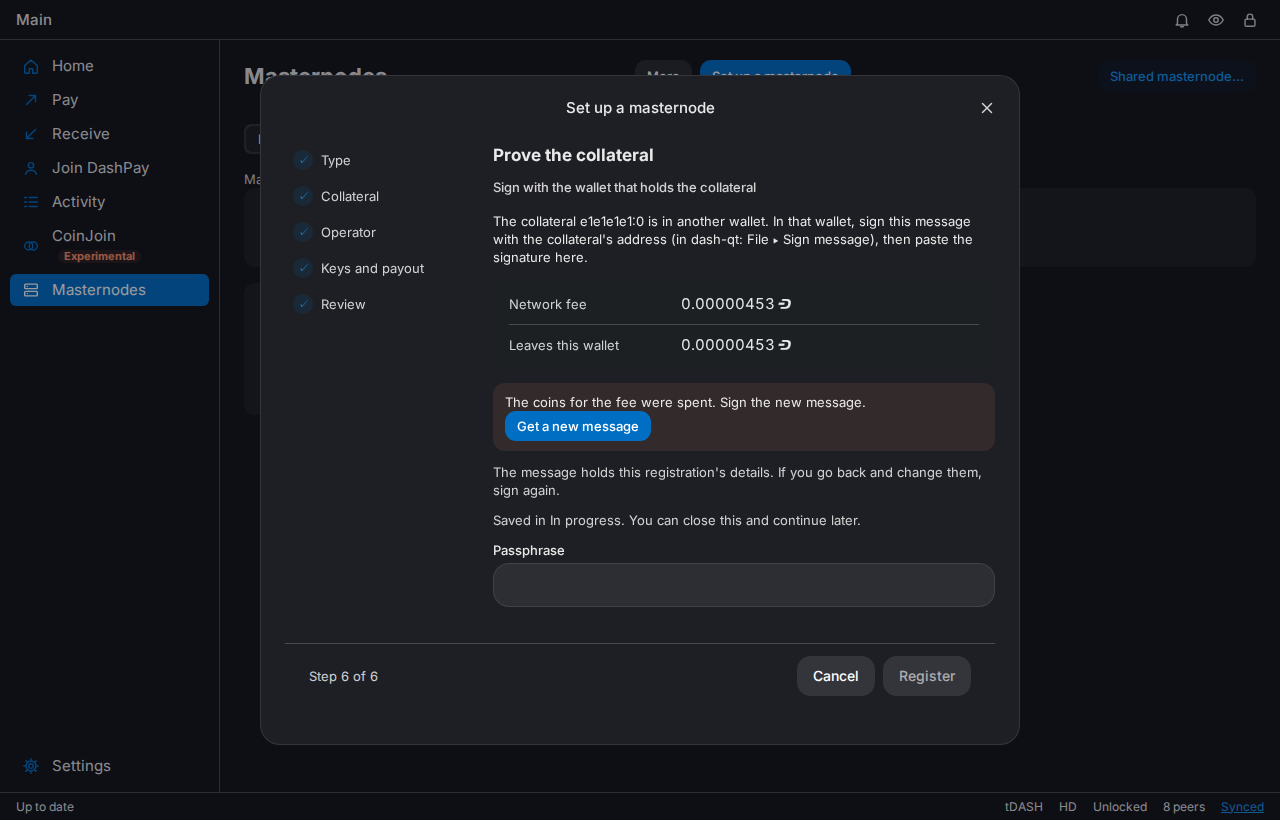 Main
Home
Pay
Receive
Join DashPay
Activity
CoinJoin
Experimental
Masternodes
Settings
Masternodes
Set up a masternode
Shared masternode...
Set up a masternode
Type
Collateral
Operator
Keys and payout
Review
Prove the collateral
Sign with the wallet that holds the collateral
The collateral e1e1e1e1:0 is in another wallet. In that wallet, sign this message
with the collateral's address (in dash-qt: File ▸ Sign message), then paste the
signature here.
Network fee 0.00000453
Leaves this wallet 0.00000453
The coins for the fee were spent. Sign the new message.
Get a new message
The message holds this registration's details. If you go back and change them,
sign again.
Saved in In progress. You can close this and continue later.
Passphrase
Step 6 of 6
Cancel
Register
Up to date
tDASH HD Unlocked 8 peers Synced